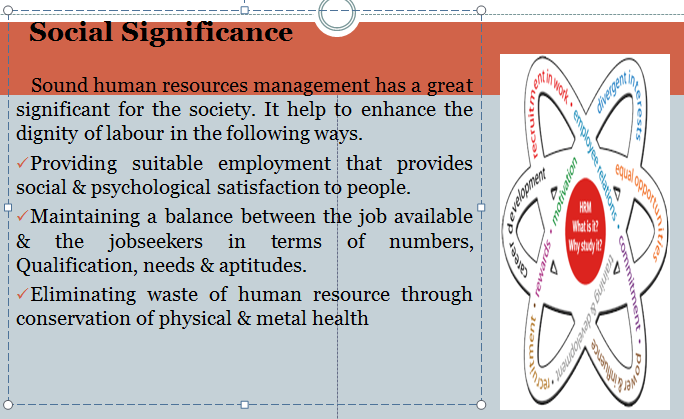 Social Significance
Sound human resources management has a great
significant for the society. It help to enhance the
dignity of labour in the following ways.
✓Providing suitable employment that provides
social & psychological satisfaction to people.
✓Maintaining a balance between the job available
& the jobseekers in terms of numbers,
Qualification, needs & aptitudes.
✓Eliminating waste of human resource through
conservation of physical & metal health
recruitment in work •
divergent interests
employee relations •
equal opportunities
career development
motivation
HRM
What is it?
Why study it?
rewards •
commitment
training & development
recruitment •
power & influence